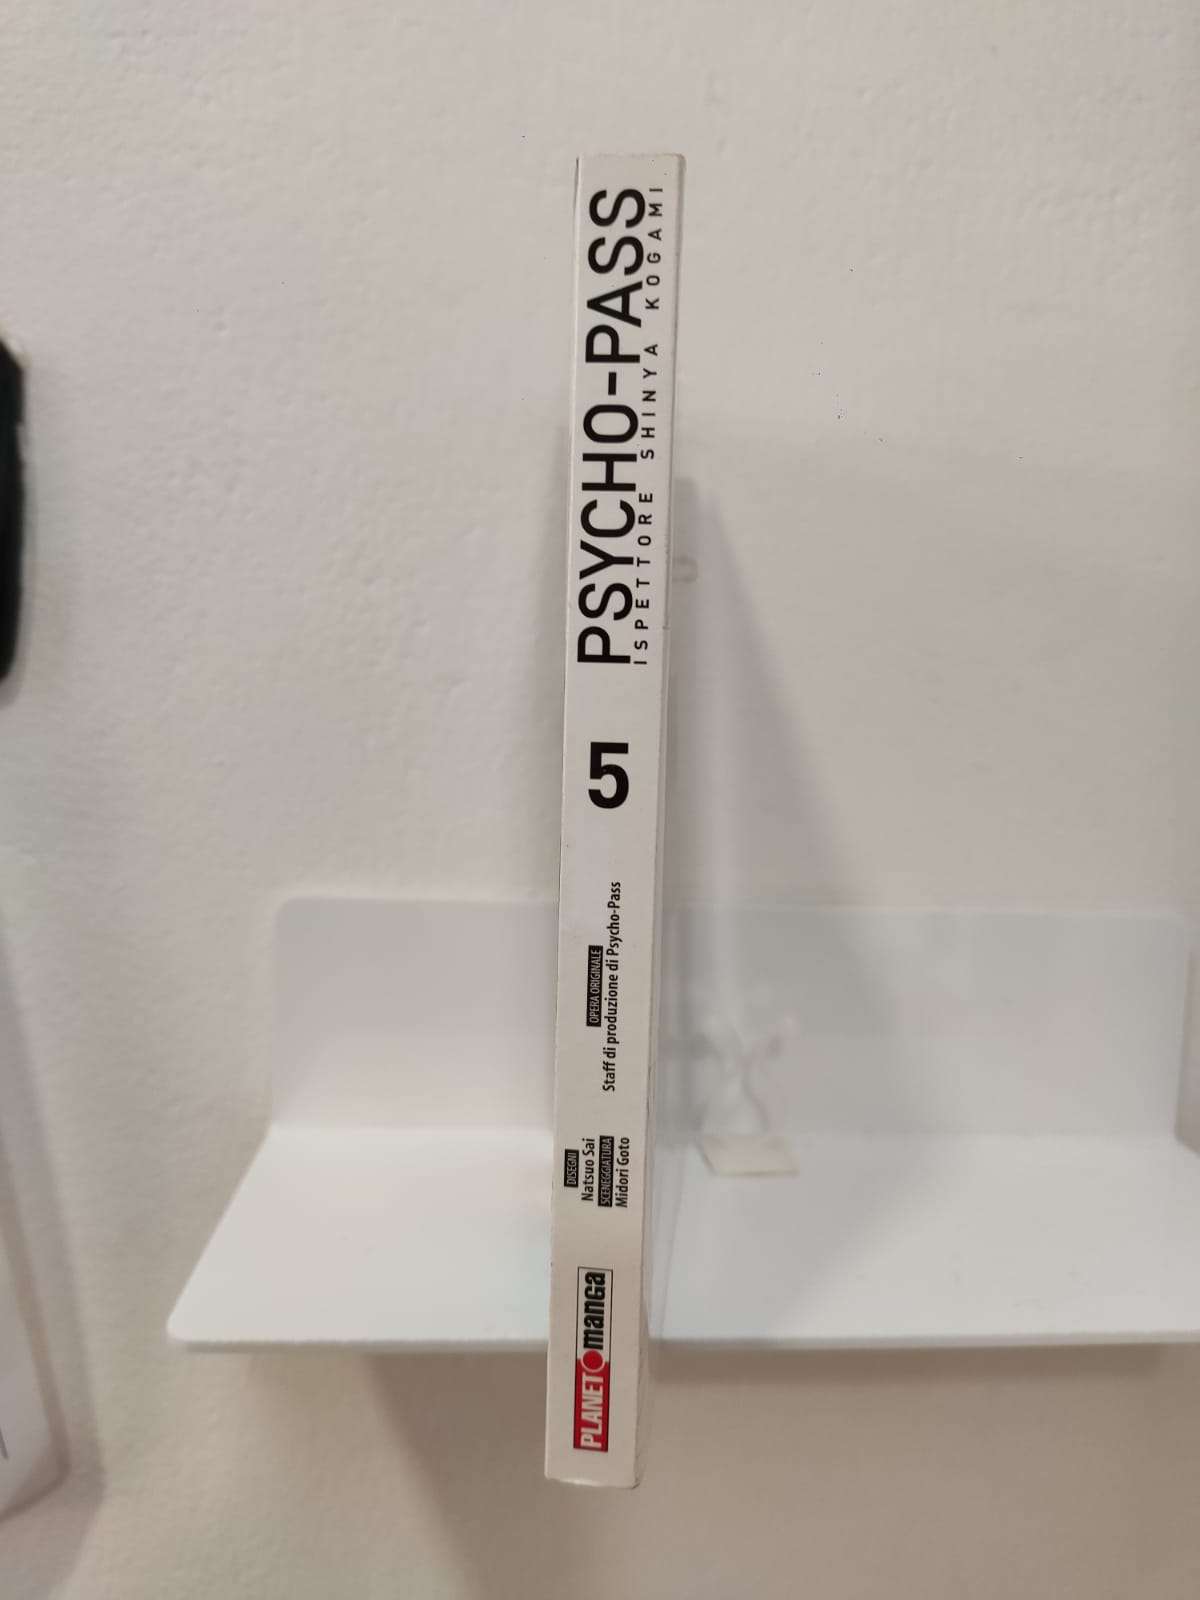 PSYCHO-PASS
ISPETTORE SHINYA KOGAMI
5
OPERA ORIGINALE
Staff di produzione di Psycho-Pass
DISEGNI
Natsuo Sai
SCENEGGIATURA
Midori Goto
PLANET manga